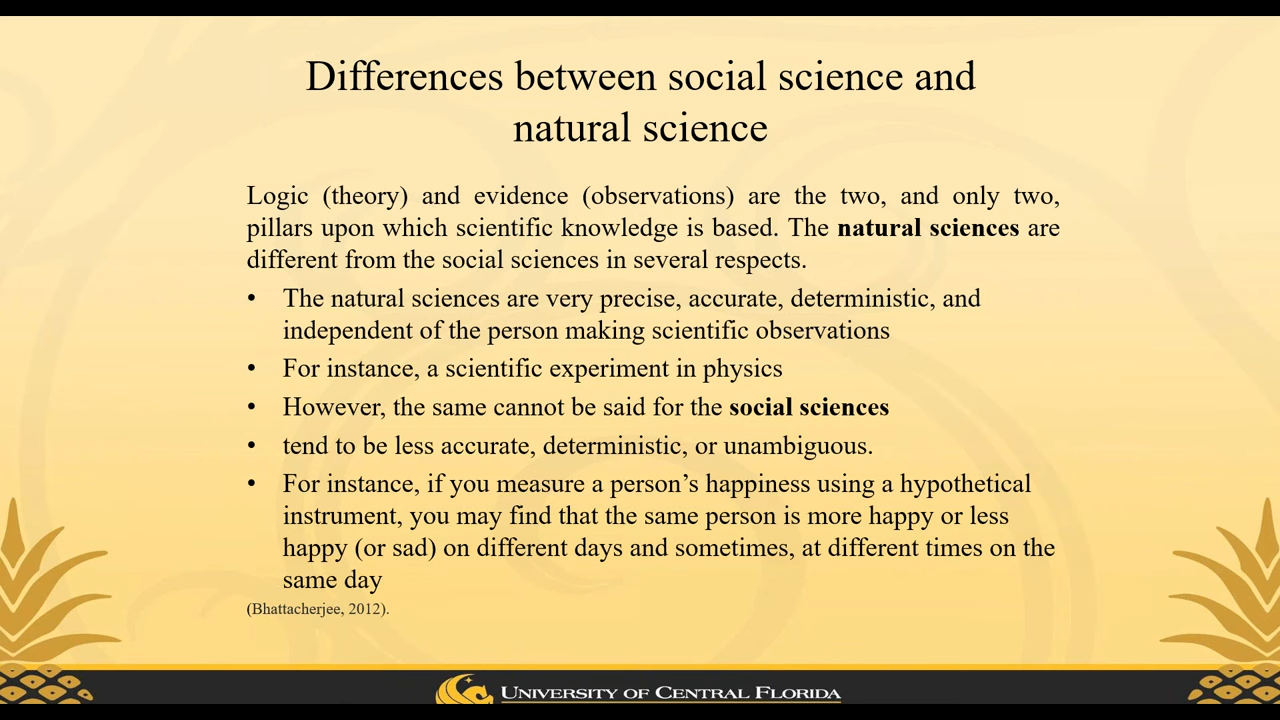 Differences between social science and
natural science
Logic (theory) and evidence (observations) are the two, and only two,
pillars upon which scientific knowledge is based. The natural sciences are
different from the social sciences in several respects.
• The natural sciences are very precise, accurate, deterministic, and
independent of the person making scientific observations
• For instance, a scientific experiment in physics
• However, the same cannot be said for the social sciences
• tend to be less accurate, deterministic, or unambiguous.
• For instance, if you measure a person’s happiness using a hypothetical
instrument, you may find that the same person is more happy or less
happy (or sad) on different days and sometimes, at different times on the
same day
(Bhattacherjee, 2012).
UNIVERSITY OF CENTRAL FLORIDA